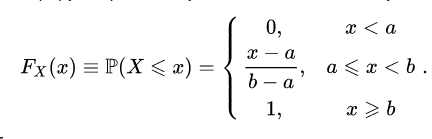 F_X(x) ≡ ℙ(X ⩽ x) = { 0, x < a
(x − a)/(b − a), a ⩽ x < b .
1, x ⩾ b